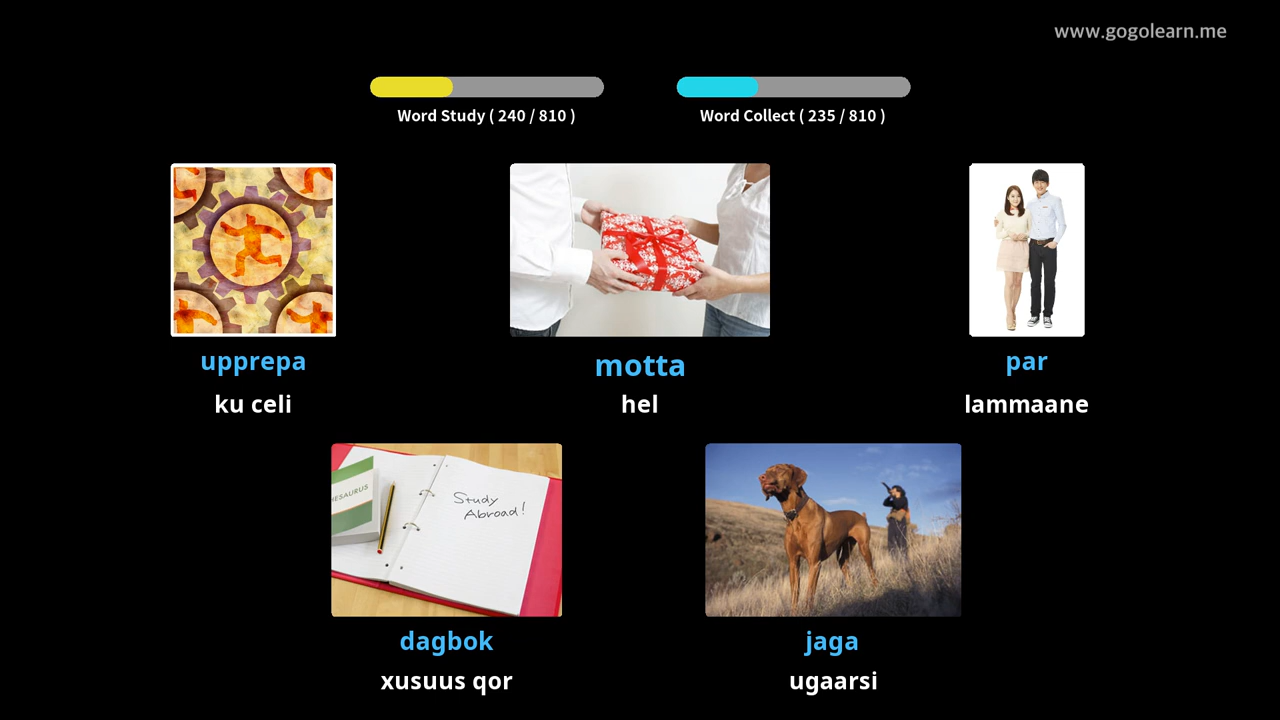 www.gogolearn.me
Word Study ( 240 / 810 )
Word Collect ( 235 / 810 )
upprepa
motta
par
ku celi
hel
lammaane
ESAURUS
Study
Abroad!
dagbok
jaga
xusuus qor
ugaarsi